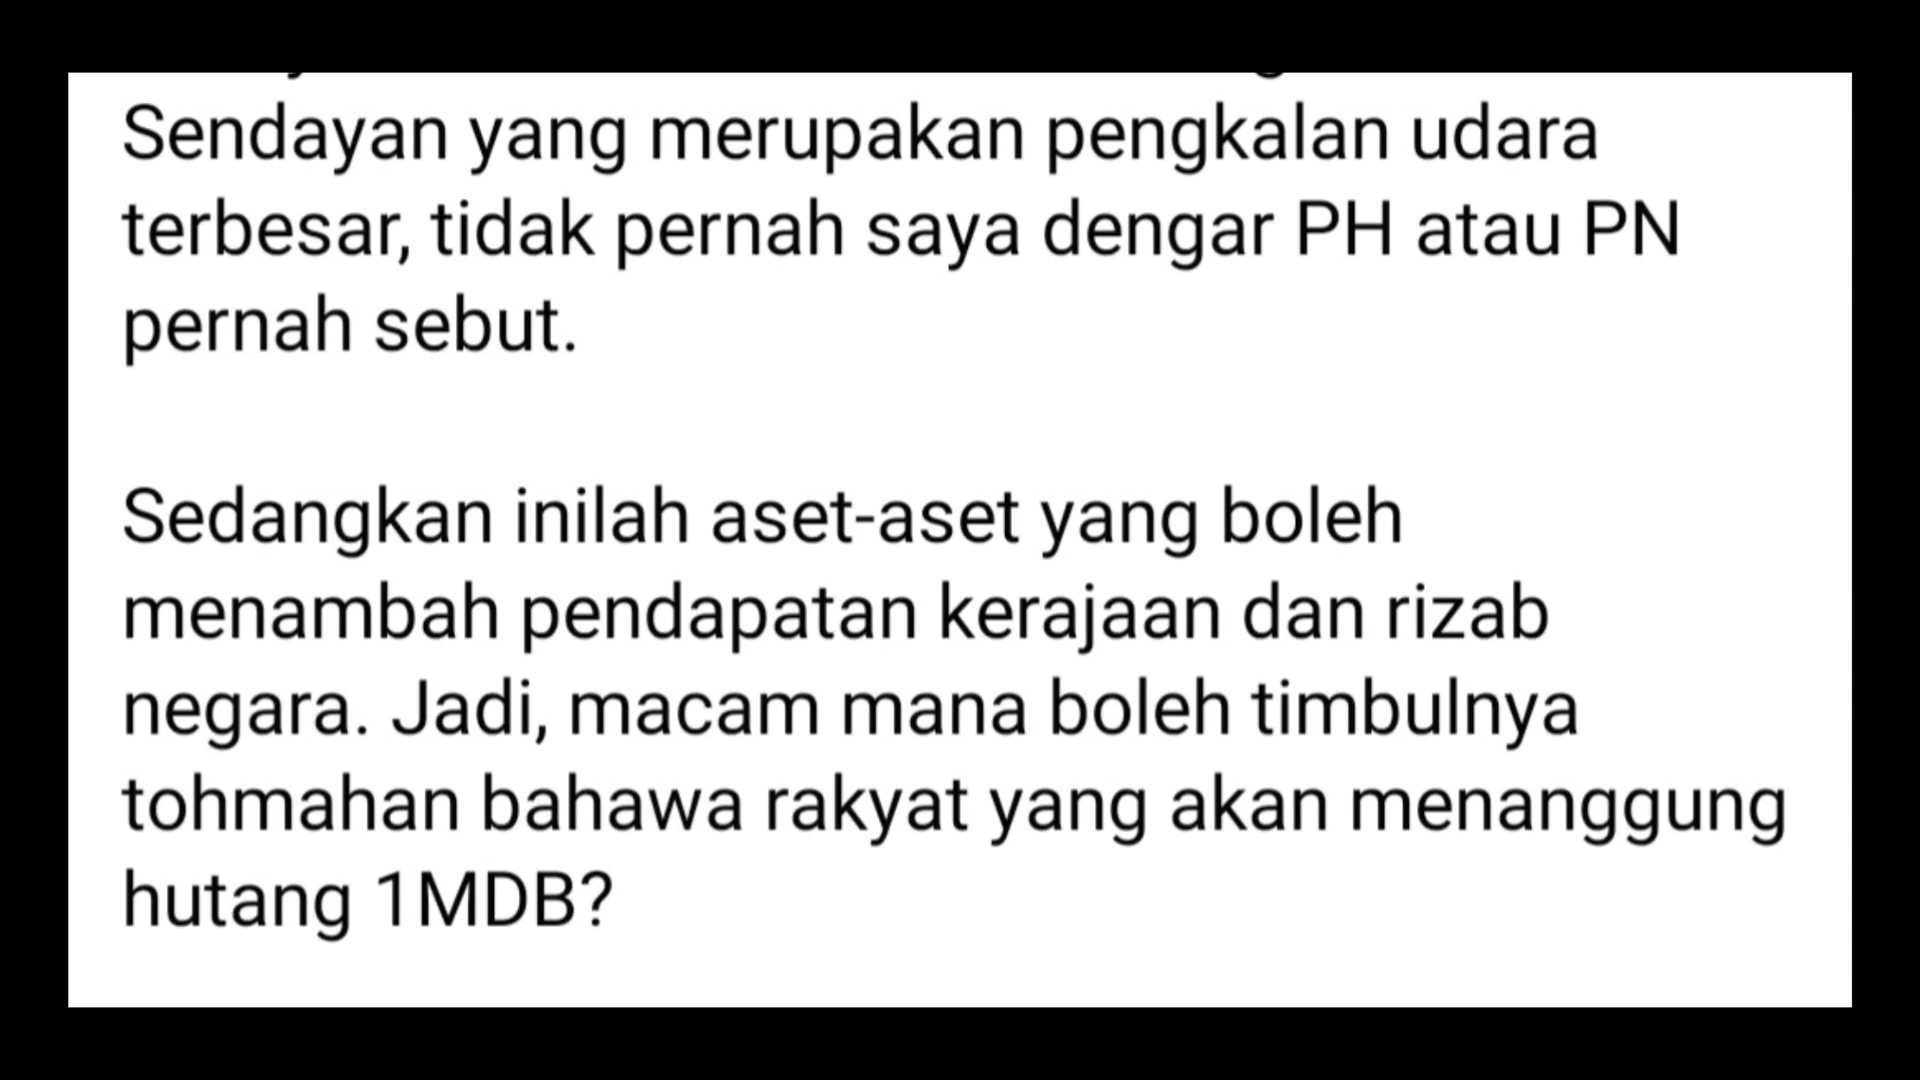 Sendayan yang merupakan pengkalan udara
terbesar, tidak pernah saya dengar PH atau PN
pernah sebut.
Sedangkan inilah aset-aset yang boleh
menambah pendapatan kerajaan dan rizab
negara. Jadi, macam mana boleh timbulnya
tohmahan bahawa rakyat yang akan menanggung
hutang 1MDB?